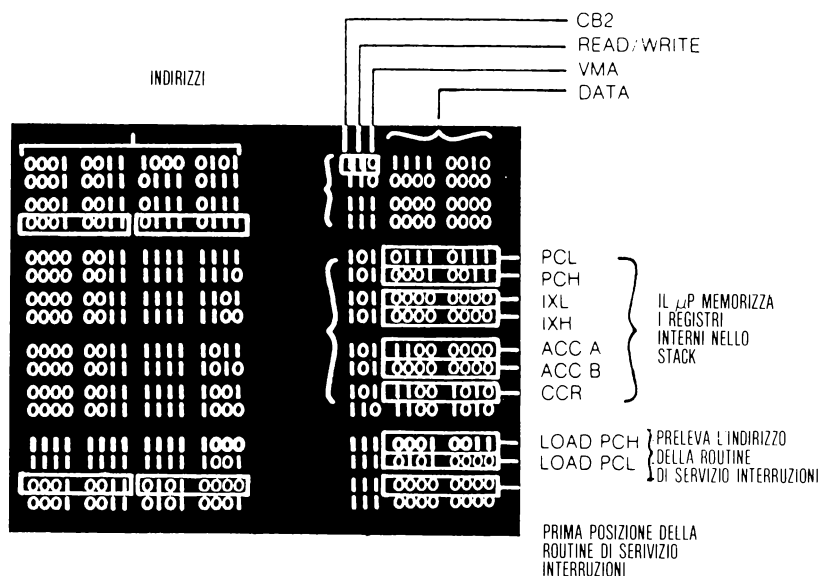 CB2
READ/WRITE
VMA
DATA
INDIRIZZI
0001 0011 1000 0101 110 1111 0010
0001 0011 0111 0111 110 0000 0000
0001 0011 0111 0111 111 0000 0000
0001 0011 0111 0111 111 0000 0000
0000 0011 1111 1111 101 0111 0111 PCL
0000 0011 1111 1110 101 0001 0011 PCH
0000 0011 1111 1101 101 0000 0000 IXL
0000 0011 1111 1100 101 0000 0000 IXH
0000 0011 1111 1011 101 1100 0000 ACC A
0000 0011 1111 1010 101 0000 0000 ACC B
0000 0011 1111 1001 101 1100 1010 CCR
0000 0011 1111 1000 110 1100 1010
IL µP MEMORIZZA
I REGISTRI
INTERNI NELLO
STACK
1111 1111 1111 1000 111 0001 0011 LOAD PCH
1111 1111 1111 1001 111 0101 0000 LOAD PCL
0001 0011 0101 0000 111 0000 0000
0001 0011 0101 0001 111 0000 0000
PRELEVA L'INDIRIZZO
DELLA ROUTINE
DI SERVIZIO INTERRUZIONI
PRIMA POSIZIONE DELLA
ROUTINE DI SERIVIZIO
INTERRUZIONI